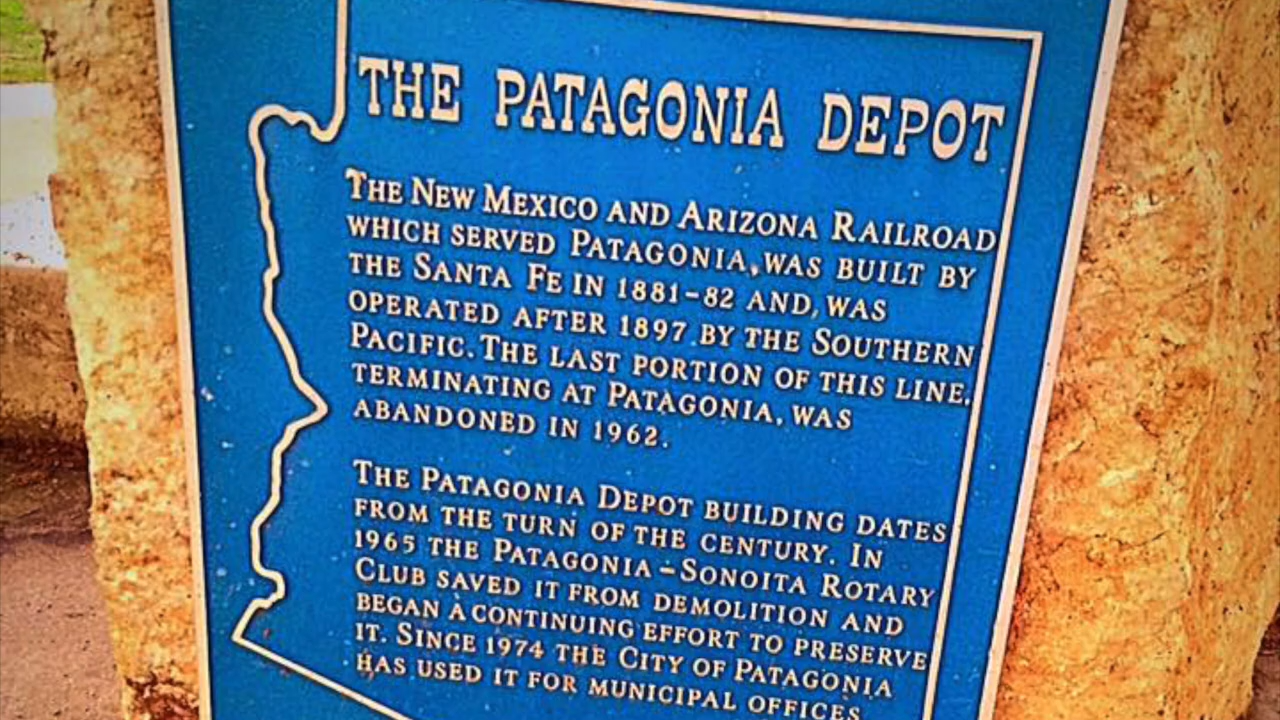 THE PATAGONIA DEPOT
THE NEW MEXICO AND ARIZONA RAILROAD
WHICH SERVED PATAGONIA, WAS BUILT BY
THE SANTA FE IN 1881-82 AND, WAS
OPERATED AFTER 1897 BY THE SOUTHERN
PACIFIC. THE LAST PORTION OF THIS LINE,
TERMINATING AT PATAGONIA, WAS
ABANDONED IN 1962.
THE PATAGONIA DEPOT BUILDING DATES
FROM THE TURN OF THE CENTURY. IN
1965 THE PATAGONIA-SONOITA ROTARY
CLUB SAVED IT FROM DEMOLITION AND
BEGAN A CONTINUING EFFORT TO PRESERVE
IT. SINCE 1974 THE CITY OF PATAGONIA
HAS USED IT FOR MUNICIPAL OFFICES.